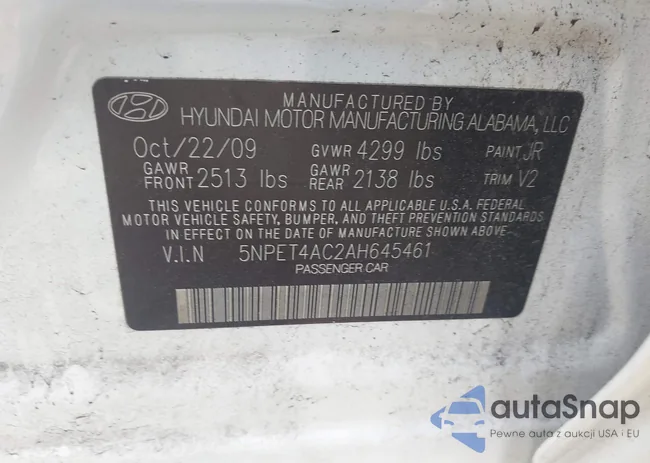 MANUFACTURED BY
HYUNDAI MOTOR MANUFACTURING ALABAMA, LLC
Oct/22/09 GVWR 4299 lbs PAINT JR
GAWR FRONT 2513 lbs GAWR REAR 2138 lbs TRIM V2
THIS VEHICLE CONFORMS TO ALL APPLICABLE U.S.A. FEDERAL
MOTOR VEHICLE SAFETY, BUMPER, AND THEFT PREVENTION STANDARDS
IN EFFECT ON THE DATE OF MANUFACTURE SHOWN ABOVE.
V.I.N 5NPET4AC2AH645461
PASSENGER CAR
autaSnap
Pewne auta z aukcji USA i EU